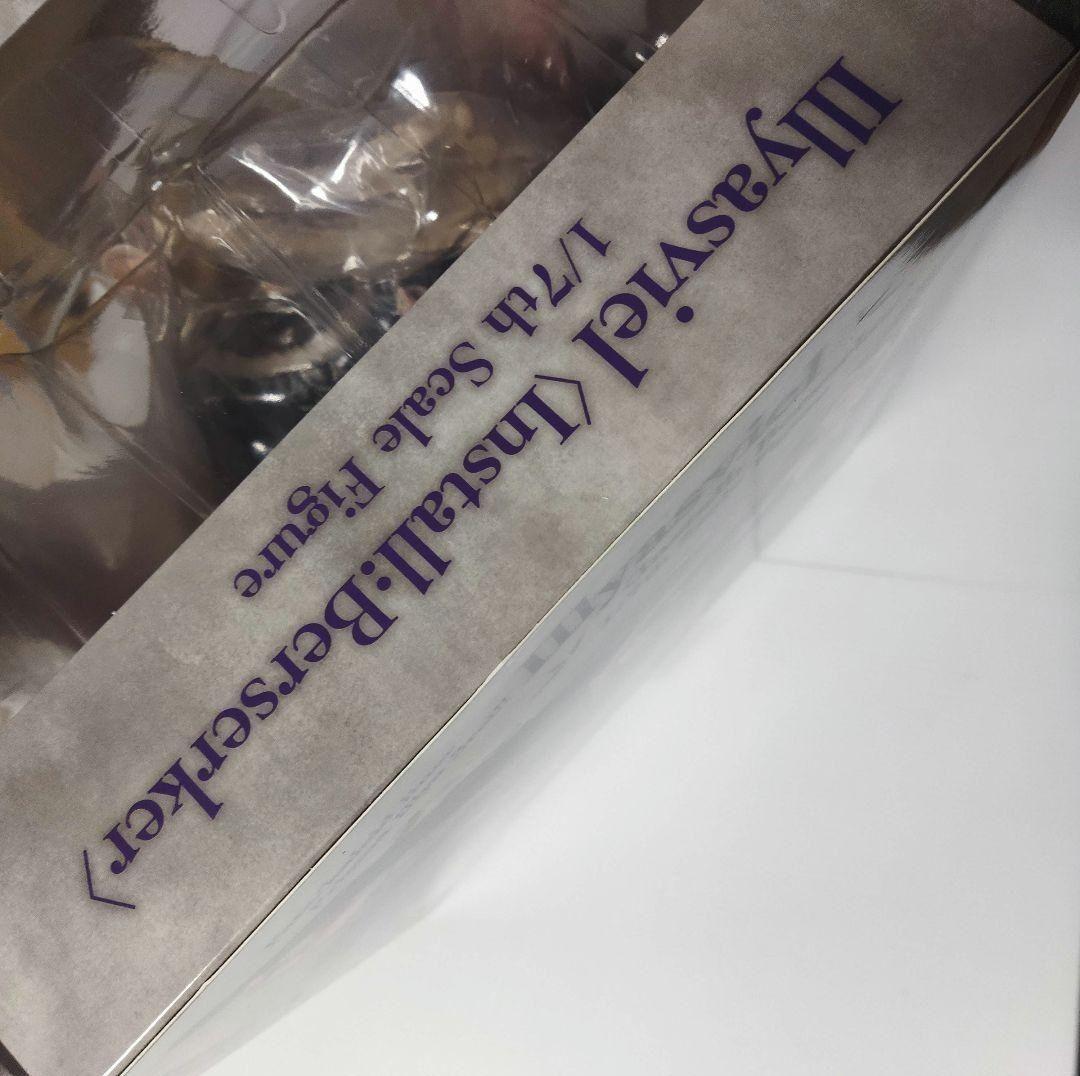 Illyasviel〈Install:Berserker〉
1/7th Scale Figure